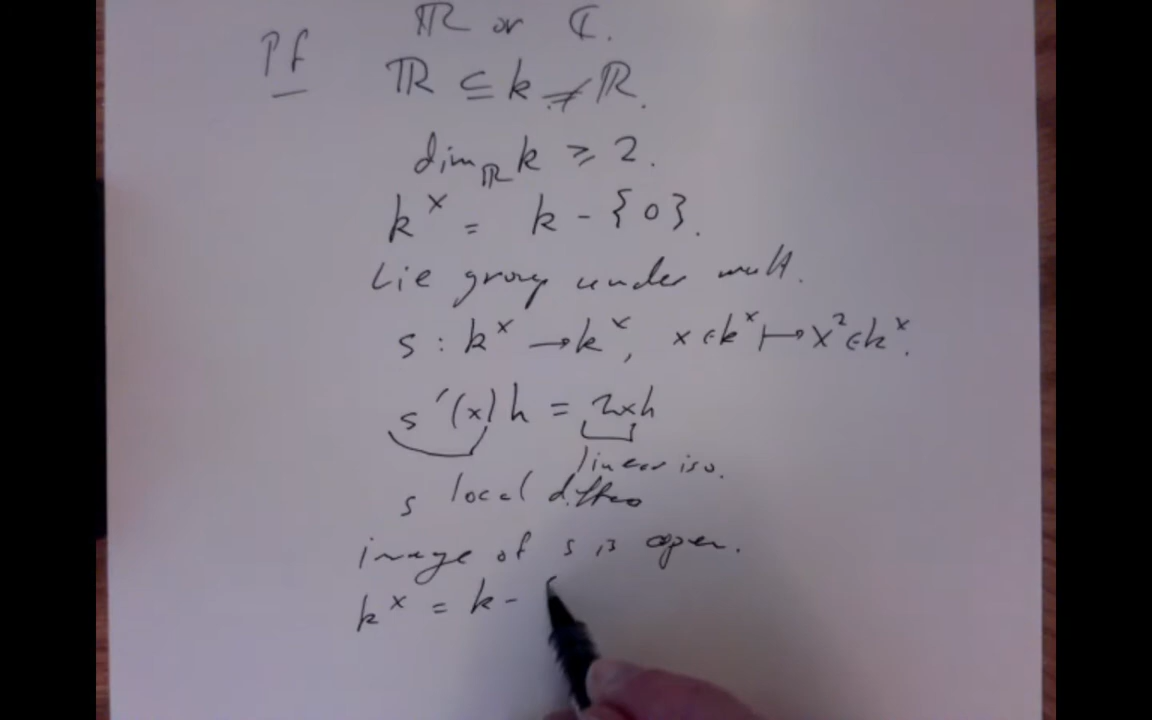 ℝ or ℂ.
Pf ℝ ⊆ k ≠ ℝ.
dim_ℝ k ≥ 2.
k^× = k - {0}.
Lie group under mult.
s : k^× → k^×, x ∈ k^× ↦ x² ∈ k^×.
s'(x)h = 2xh
linear iso.
s local diffeo
image of s is open.
k^× = k - {